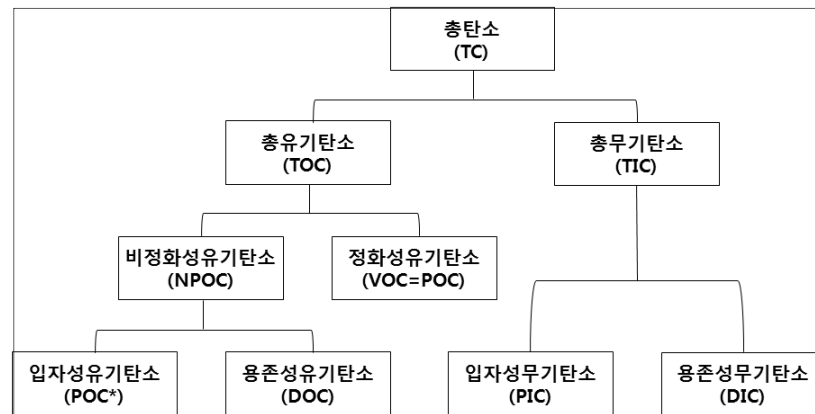 총탄소
(TC)
총유기탄소
(TOC)
총무기탄소
(TIC)
비정화성유기탄소
(NPOC)
정화성유기탄소
(VOC=POC)
입자성유기탄소
(POC*)
용존성유기탄소
(DOC)
입자성무기탄소
(PIC)
용존성무기탄소
(DIC)